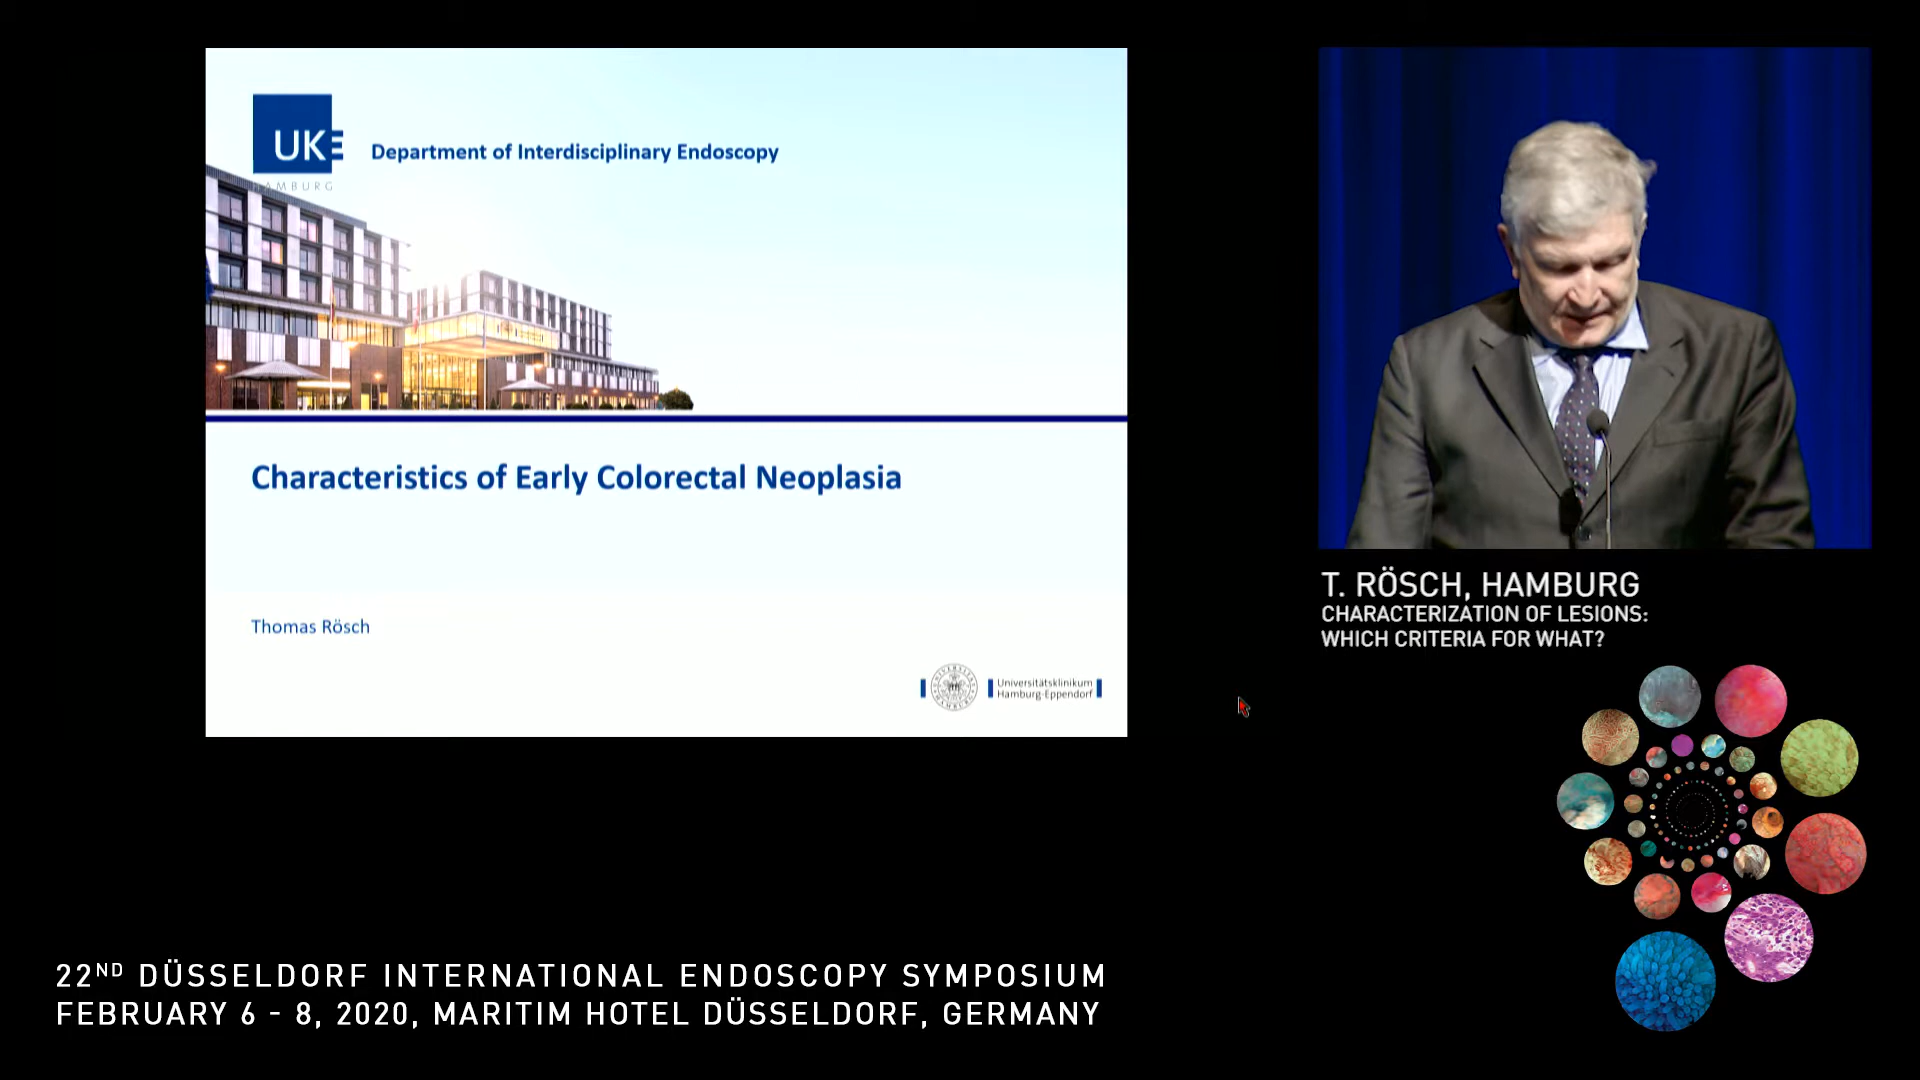 UKE
HAMBURG
Department of Interdisciplinary Endoscopy
Characteristics of Early Colorectal Neoplasia
Thomas Rösch
Universitätsklinikum
Hamburg-Eppendorf
T. RÖSCH, HAMBURG
CHARACTERIZATION OF LESIONS:
WHICH CRITERIA FOR WHAT?
22ND DÜSSELDORF INTERNATIONAL ENDOSCOPY SYMPOSIUM
FEBRUARY 6 - 8, 2020, MARITIM HOTEL DÜSSELDORF, GERMANY